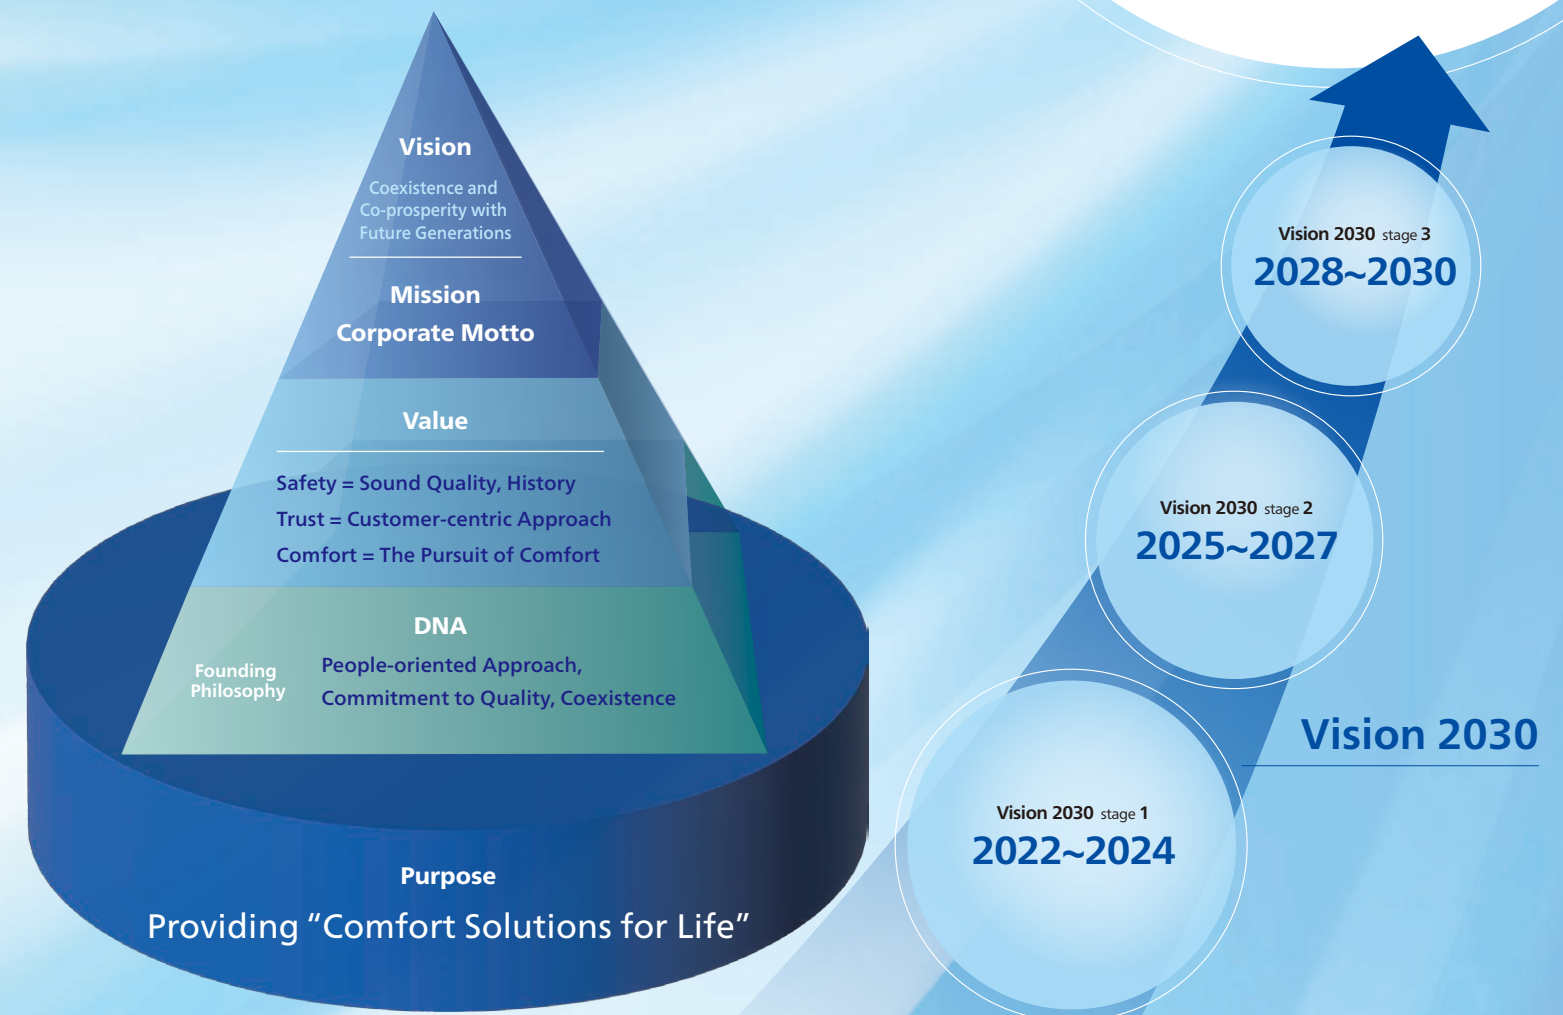 Vision
Coexistence and
Co-prosperity with
Future Generations
Mission
Corporate Motto
Value
Safety = Sound Quality, History
Trust = Customer-centric Approach
Comfort = The Pursuit of Comfort
DNA
Founding
Philosophy
People-oriented Approach,
Commitment to Quality, Coexistence
Purpose
Providing “Comfort Solutions for Life”
Vision 2030 stage 3
2028~2030
Vision 2030 stage 2
2025~2027
Vision 2030
Vision 2030 stage 1
2022~2024